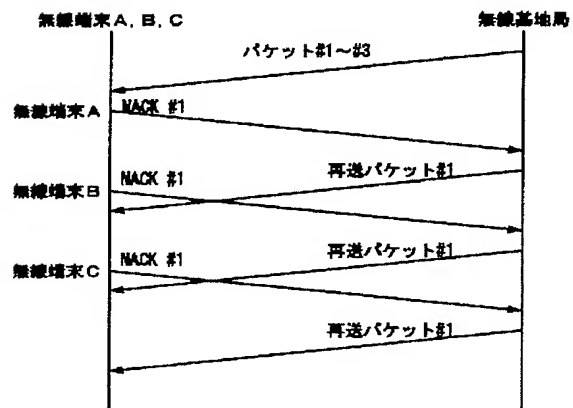 無線端末A, B, C
無線基地局
パケット#1～#3
無線端末A
NACK #1
再送パケット#1
NACK #1
無線端末B
再送パケット#1
無線端末C
NACK #1
再送パケット#1